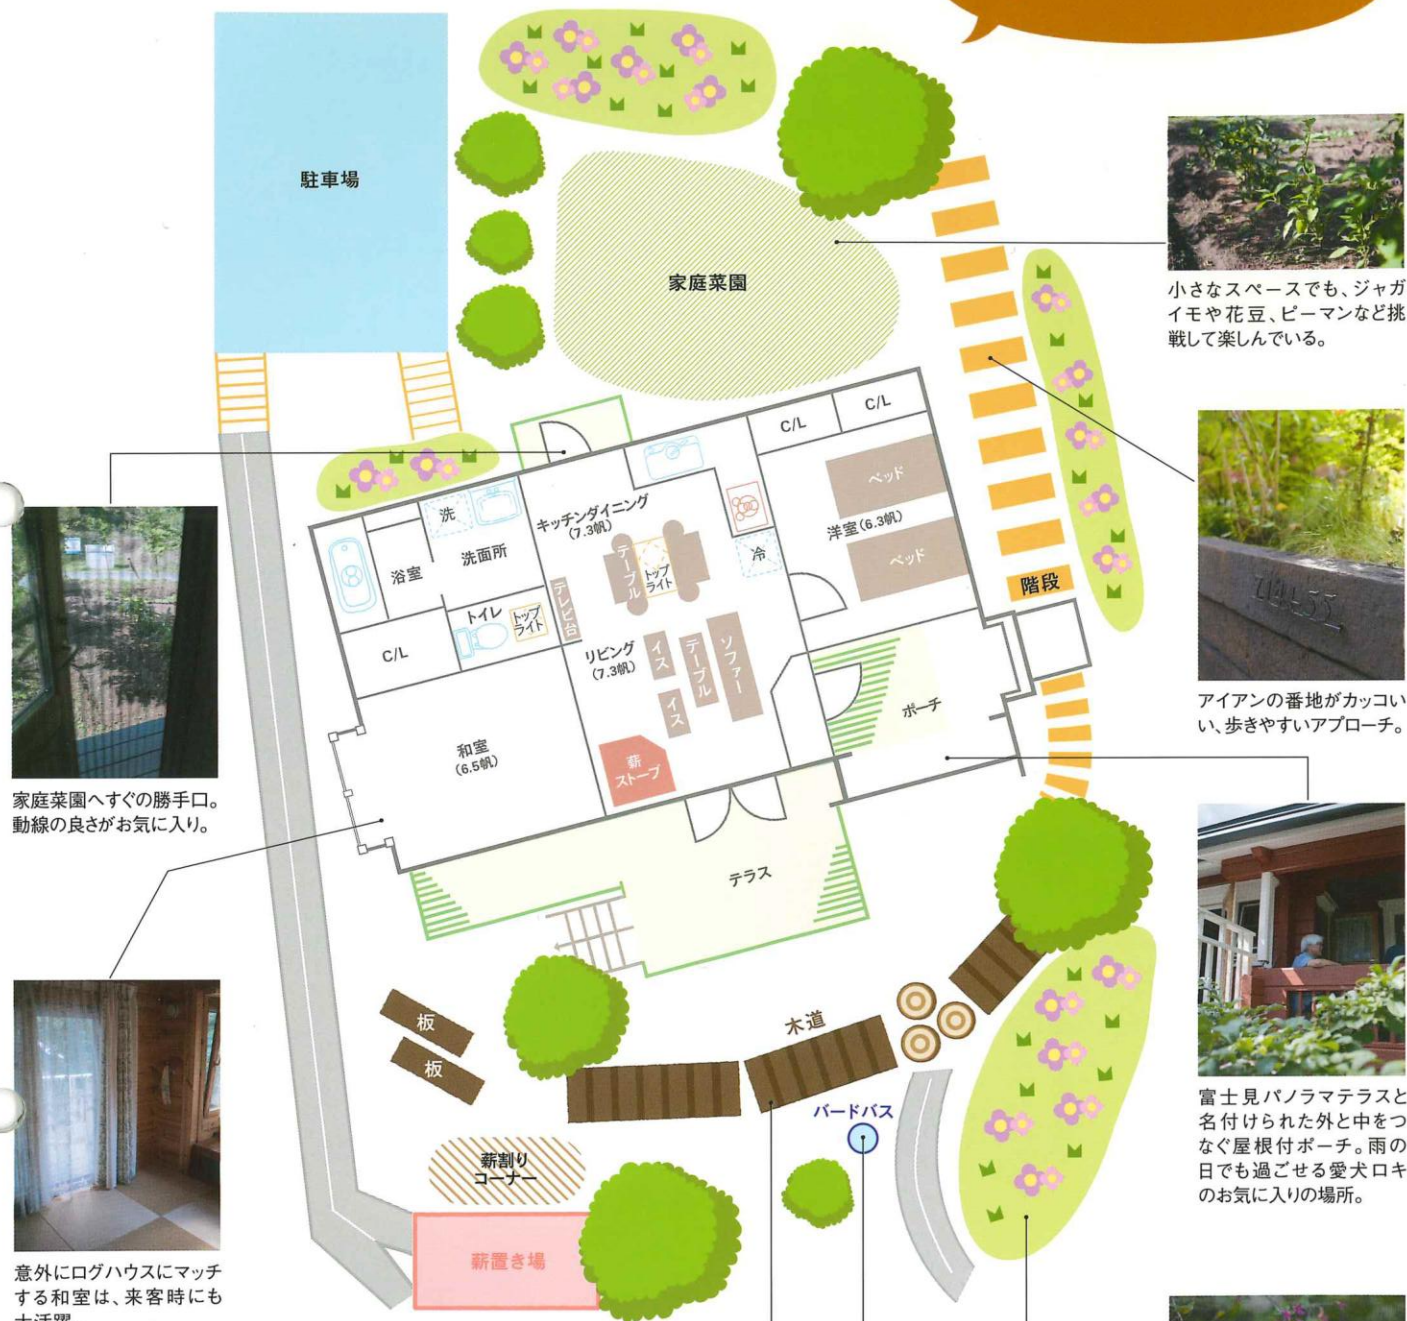 駐車場
家庭菜園
小さなスペースでも、ジャガ
イモや花豆、ピーマンなど挑
戦して楽しんでいる。
C/L
C/L
ベッド
洋室(6.3帆)
ベッド
キッチンダイニング
(7.3帆)
洗
洗面所
浴室
テーブル
トップ
ライト
冷
階段
トイレ
トップ
ライト
テレビ台
C/L
リビング
(7.3帆)
イス
イス
テーブル
ソファー
ポーチ
アイアンの番地がカッコい
い、歩きやすいアプローチ。
家庭菜園へすぐの勝手口。
動線の良さがお気に入り。
和室
(6.5帆)
薪
ストーブ
テラス
板
板
木道
バードバス
薪割り
コーナー
薪置き場
富士見パノラマテラスと
名付けられた外と中をつ
なぐ屋根付ポーチ。雨の
日でも過ごせる愛犬ロキ
のお気に入りの場所。
意外にログハウスにマッチ
する和室は、来客時にも